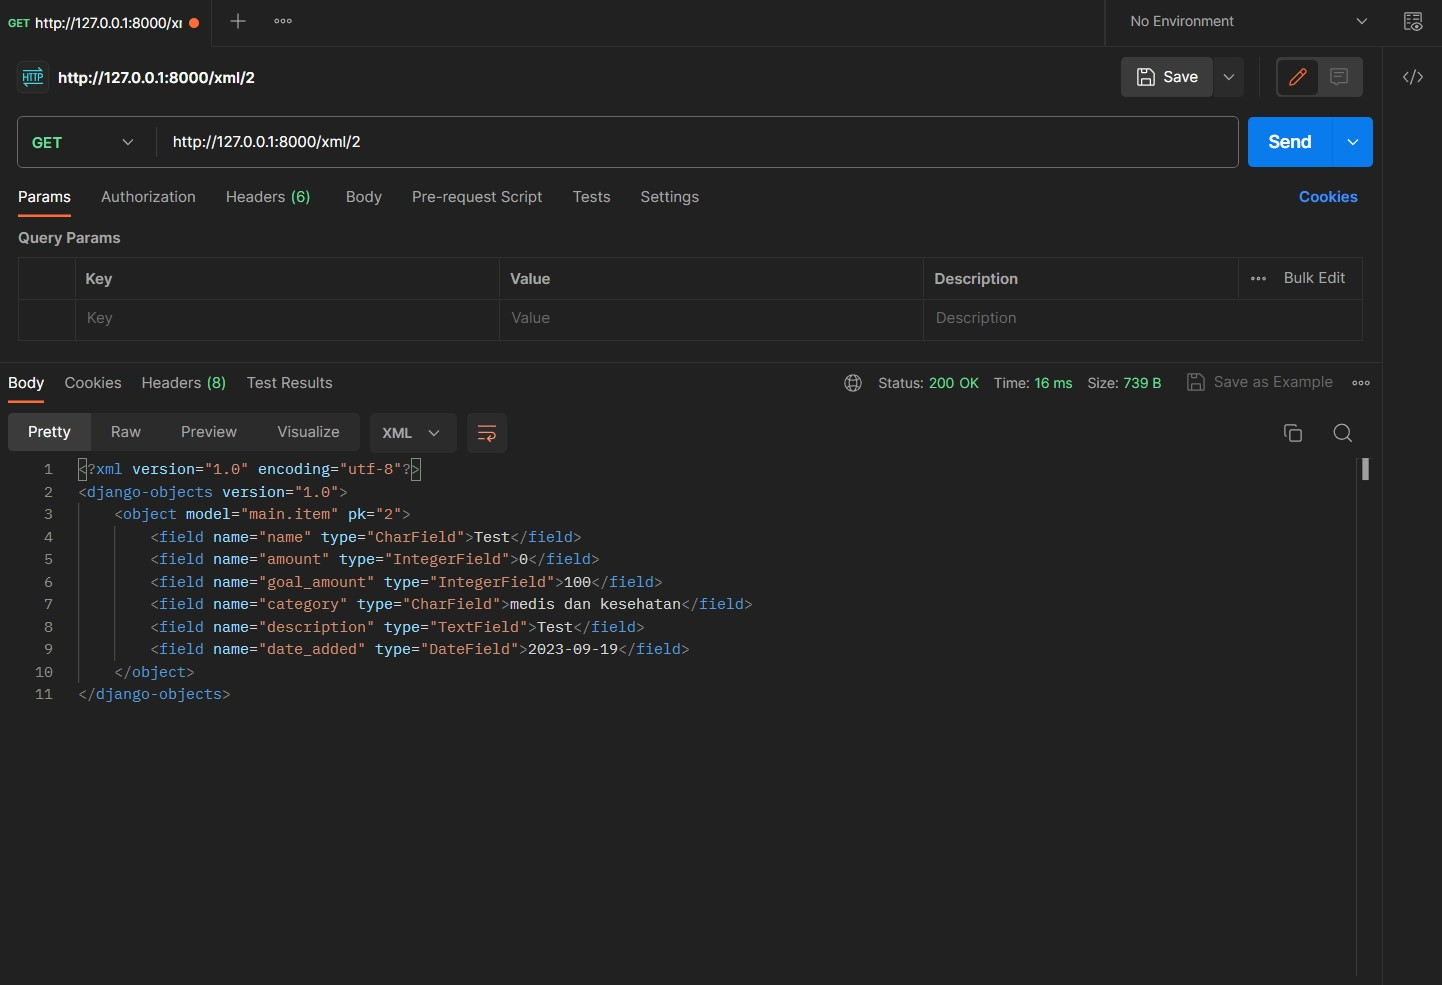 GET http://127.0.0.1:8000/xı
No Environment
HTTP http://127.0.0.1:8000/xml/2
Save
GET http://127.0.0.1:8000/xml/2
Send
Params Authorization Headers (6) Body Pre-request Script Tests Settings Cookies
Query Params
Key Value Description Bulk Edit
Key Value Description
Body Cookies Headers (8) Test Results Status: 200 OK Time: 16 ms Size: 739 B Save as Example
Pretty Raw Preview Visualize XML
1 <?xml version="1.0" encoding="utf-8"?>
2 <django-objects version="1.0">
3 <object model="main.item" pk="2">
4 <field name="name" type="CharField">Test</field>
5 <field name="amount" type="IntegerField">0</field>
6 <field name="goal_amount" type="IntegerField">100</field>
7 <field name="category" type="CharField">medis dan kesehatan</field>
8 <field name="description" type="TextField">Test</field>
9 <field name="date_added" type="DateField">2023-09-19</field>
10 </object>
11 </django-objects>